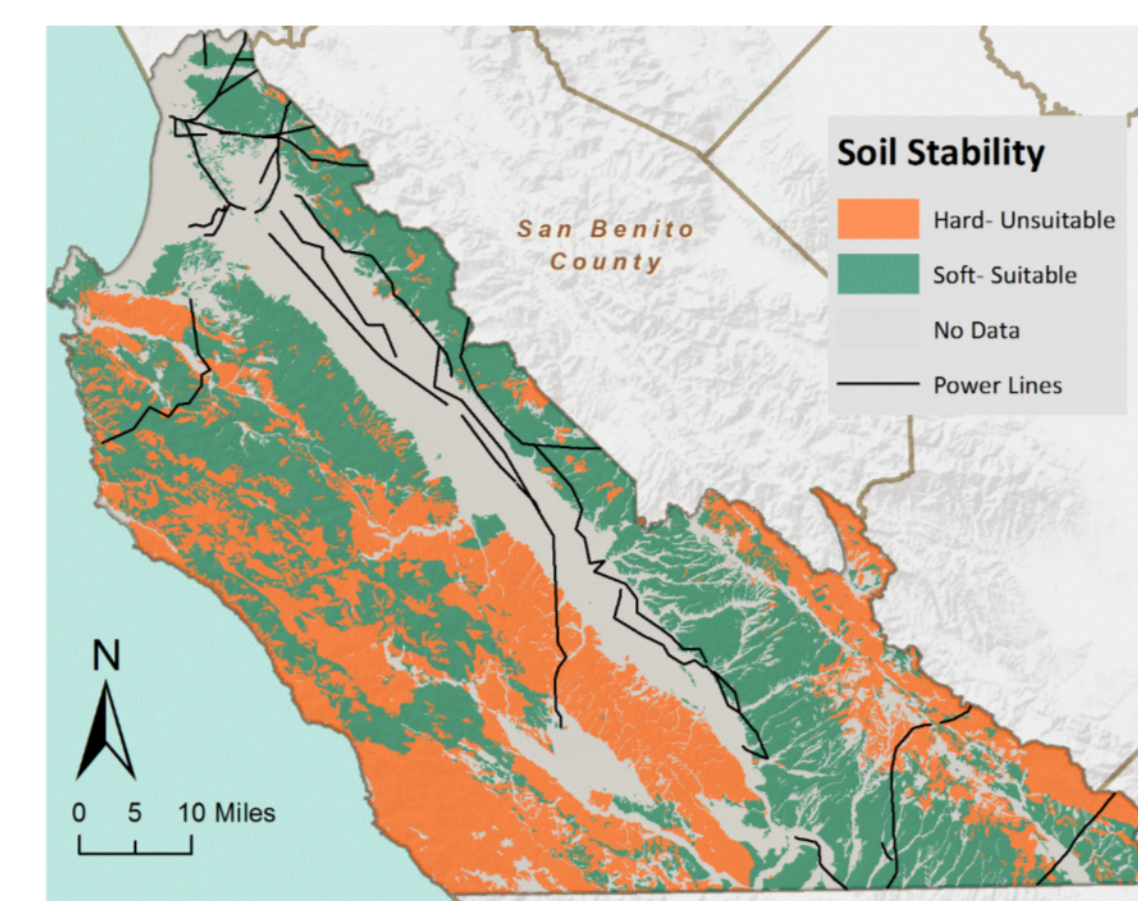 San Benito
County
Soil Stability
Hard- Unsuitable
Soft- Suitable
No Data
Power Lines
N
0 5 10 Miles